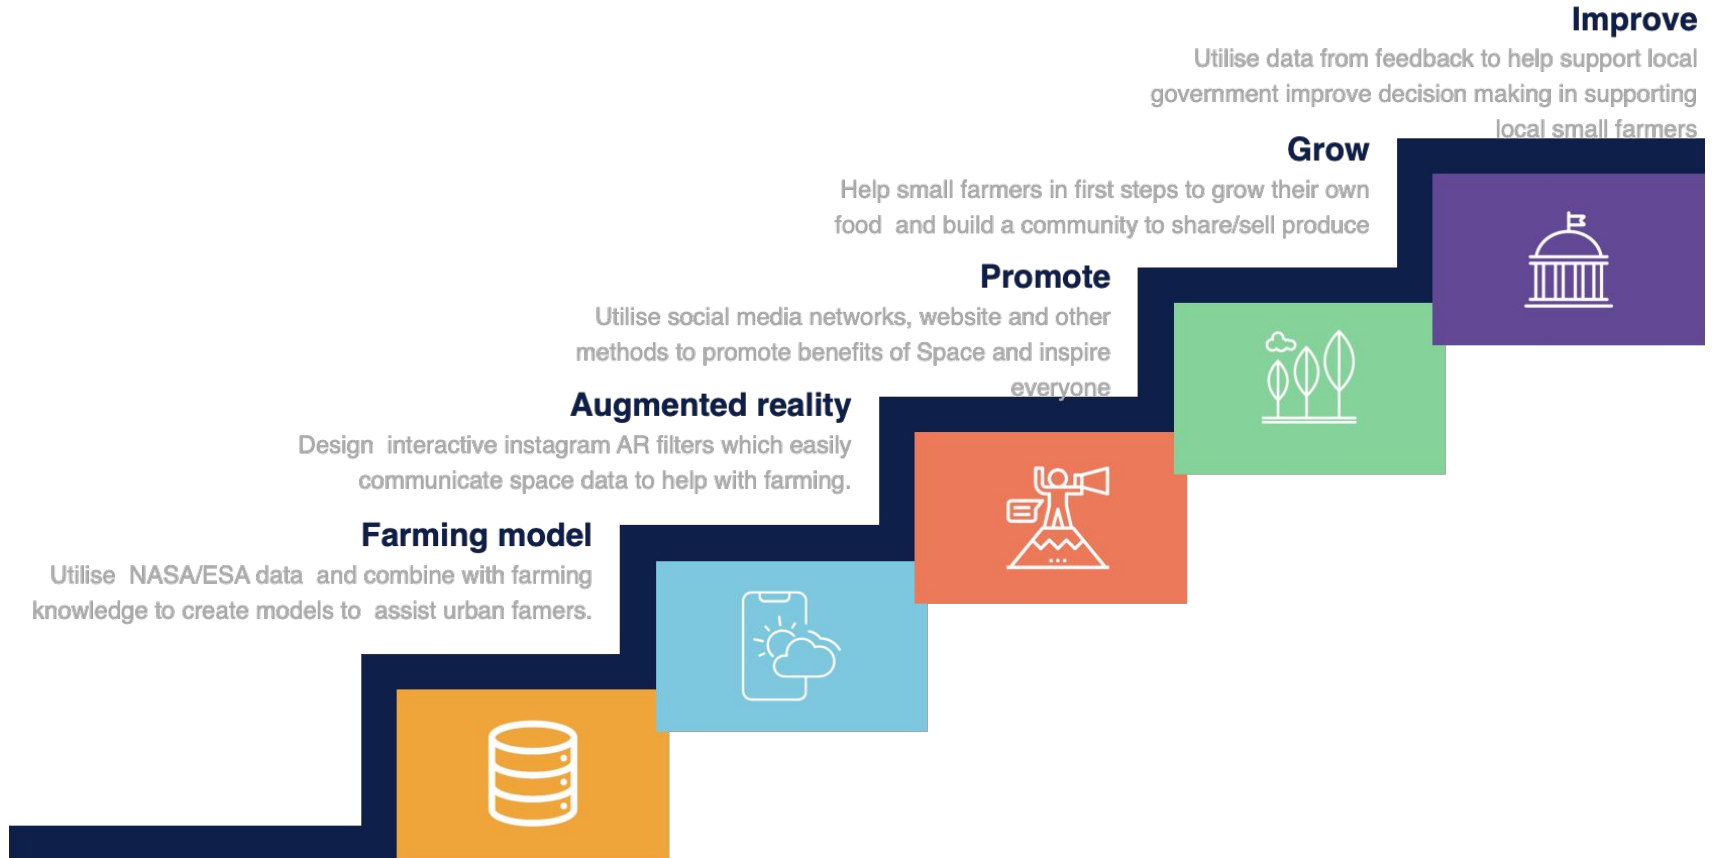 Improve
Utilise data from feedback to help support local
government improve decision making in supporting
local small farmers
Grow
Help small farmers in first steps to grow their own
food and build a community to share/sell produce
Promote
Utilise social media networks, website and other
methods to promote benefits of Space and inspire
everyone
Augmented reality
Design interactive instagram AR filters which easily
communicate space data to help with farming.
Farming model
Utilise NASA/ESA data and combine with farming
knowledge to create models to assist urban famers.